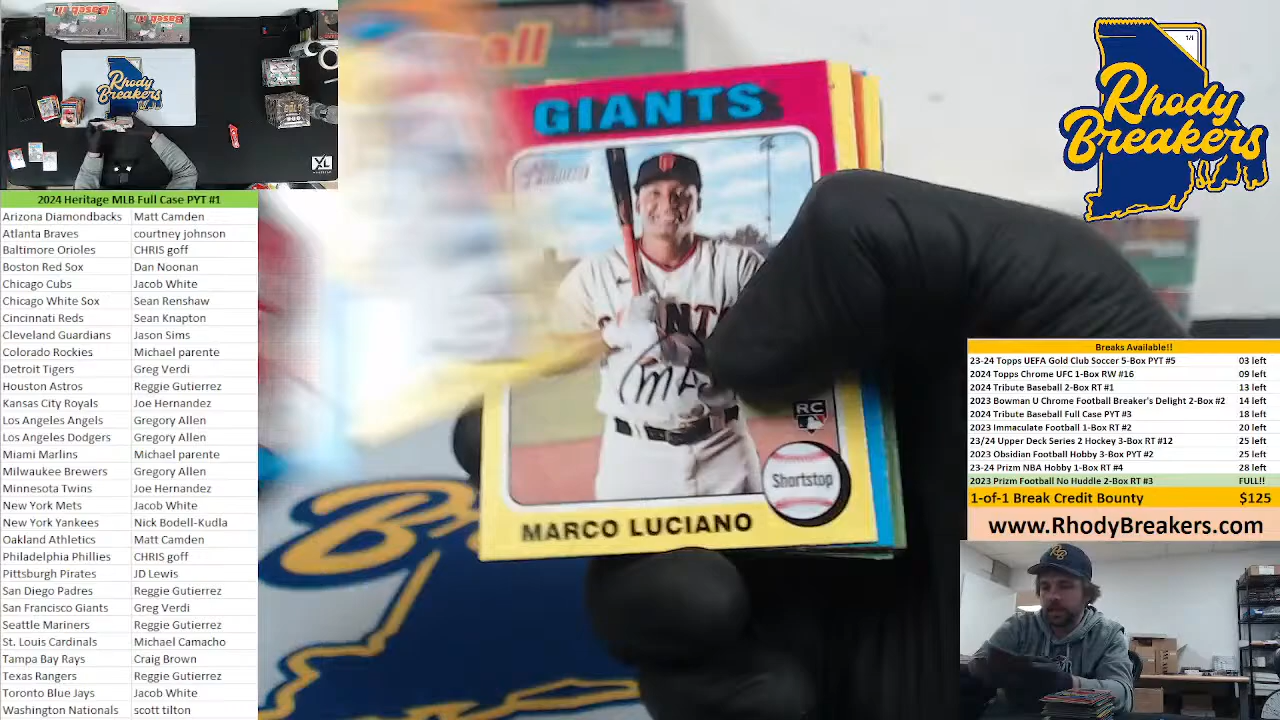 Rhody
Breakers
XL
2024 Heritage MLB Full Case PYT #1
Arizona Diamondbacks Matt Camden
Atlanta Braves courtney johnson
Baltimore Orioles CHRIS goff
Boston Red Sox Dan Noonan
Chicago Cubs Jacob White
Chicago White Sox Sean Renshaw
Cincinnati Reds Sean Knapton
Cleveland Guardians Jason Sims
Colorado Rockies Michael parente
Detroit Tigers Greg Verdi
Houston Astros Reggie Gutierrez
Kansas City Royals Joe Hernandez
Los Angeles Angels Gregory Allen
Los Angeles Dodgers Gregory Allen
Miami Marlins Michael parente
Milwaukee Brewers Gregory Allen
Minnesota Twins Joe Hernandez
New York Mets Jacob White
New York Yankees Nick Bodell-Kudla
Oakland Athletics Matt Camden
Philadelphia Phillies CHRIS goff
Pittsburgh Pirates JD Lewis
San Diego Padres Reggie Gutierrez
San Francisco Giants Greg Verdi
Seattle Mariners Reggie Gutierrez
St. Louis Cardinals Michael Camacho
Tampa Bay Rays Craig Brown
Texas Rangers Reggie Gutierrez
Toronto Blue Jays Jacob White
Washington Nationals scott tilton
GIANTS
Heritage
RC
Shortstop
MARCO LUCIANO
1/1
Rhody
Breakers
Breaks Available!!
23-24 Topps UEFA Gold Club Soccer 5-Box PYT #5 03 left
2024 Topps Chrome UFC 1-Box RW #16 09 left
2024 Tribute Baseball 2-Box RT #1 13 left
2023 Bowman U Chrome Football Breaker's Delight 2-Box #2 14 left
2024 Tribute Baseball Full Case PYT #3 18 left
2023 Immaculate Football 1-Box RT #2 20 left
23/24 Upper Deck Series 2 Hockey 3-Box RT #12 25 left
2023 Obsidian Football Hobby 3-Box PYT #2 25 left
23-24 Prizm NBA Hobby 1-Box RT #4 28 left
2023 Prizm Football No Huddle 2-Box RT #3 FULL!!
1-of-1 Break Credit Bounty $125
www.RhodyBreakers.com